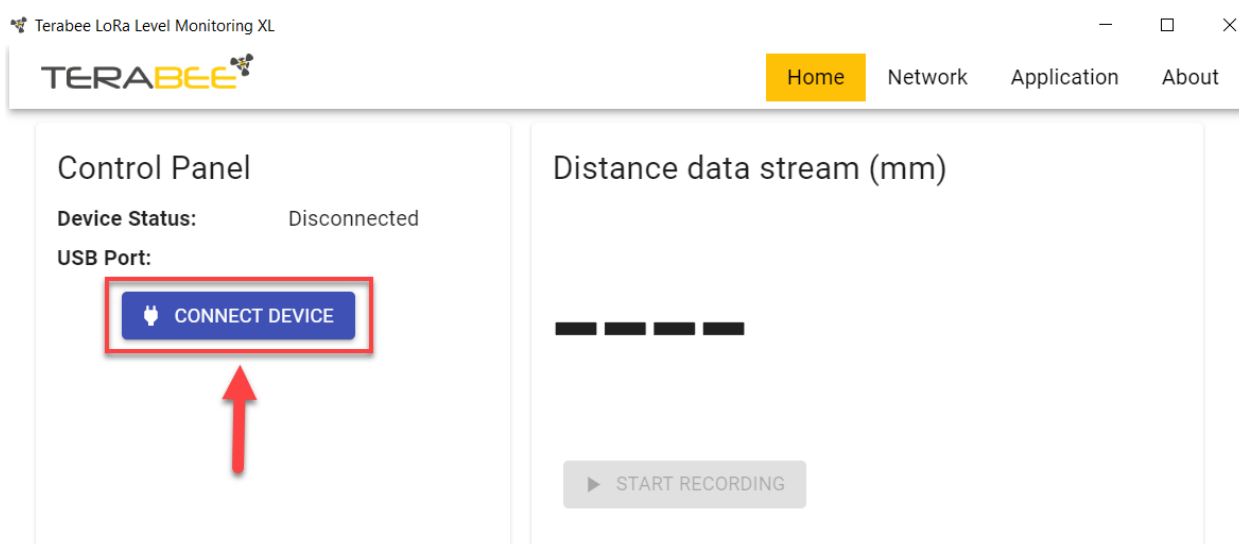 Terabee LoRa Level Monitoring XL
TERABEE
Home Network Application About
Control Panel
Device Status: Disconnected
USB Port:
CONNECT DEVICE
Distance data stream (mm)
----
START RECORDING